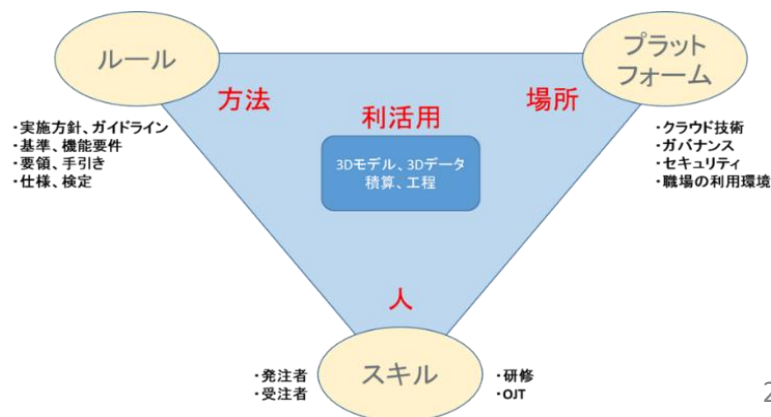 ルール
プラット
フォーム
方法
場所
利活用
・実施方針、ガイドライン
・基準、機能要件
・要領、手引き
・仕様、検定
・クラウド技術
・ガバナンス
・セキュリティ
・職場の利用環境
3Dモデル、3Dデータ
積算、工程
人
スキル
・発注者
・受注者
・研修
・OJT
2